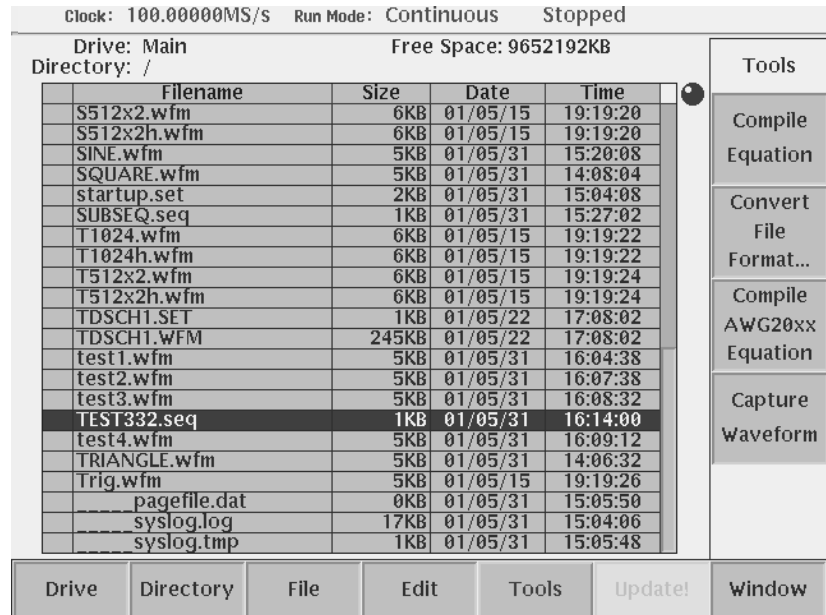 Clock: 100.00000MS/s Run Mode: Continuous Stopped
Drive: Main Free Space: 9652192KB
Directory: /
Filename Size Date Time
S512x2.wfm 6KB 01/05/15 19:19:20
S512x2h.wfm 6KB 01/05/15 19:19:20
SINE.wfm 5KB 01/05/31 15:20:08
SQUARE.wfm 5KB 01/05/31 14:08:04
startup.set 2KB 01/05/31 15:04:08
SUBSEQ.seq 1KB 01/05/31 15:27:02
T1024.wfm 6KB 01/05/15 19:19:22
T1024h.wfm 6KB 01/05/15 19:19:22
T512x2.wfm 6KB 01/05/15 19:19:24
T512x2h.wfm 6KB 01/05/15 19:19:24
TDSCH1.SET 1KB 01/05/22 17:08:02
TDSCH1.WFM 245KB 01/05/22 17:08:02
test1.wfm 5KB 01/05/31 16:04:38
test2.wfm 5KB 01/05/31 16:07:38
test3.wfm 5KB 01/05/31 16:08:32
TEST332.seq 1KB 01/05/31 16:14:00
test4.wfm 5KB 01/05/31 16:09:12
TRIANGLE.wfm 5KB 01/05/31 14:06:32
Trig.wfm 5KB 01/05/15 19:19:26
_____pagefile.dat 0KB 01/05/31 15:05:50
_____syslog.log 17KB 01/05/31 15:04:06
_____syslog.tmp 1KB 01/05/31 15:05:48
Tools
Compile
Equation
Convert
File
Format...
Compile
AWG20xx
Equation
Capture
Waveform
Drive Directory File Edit Tools Update! Window